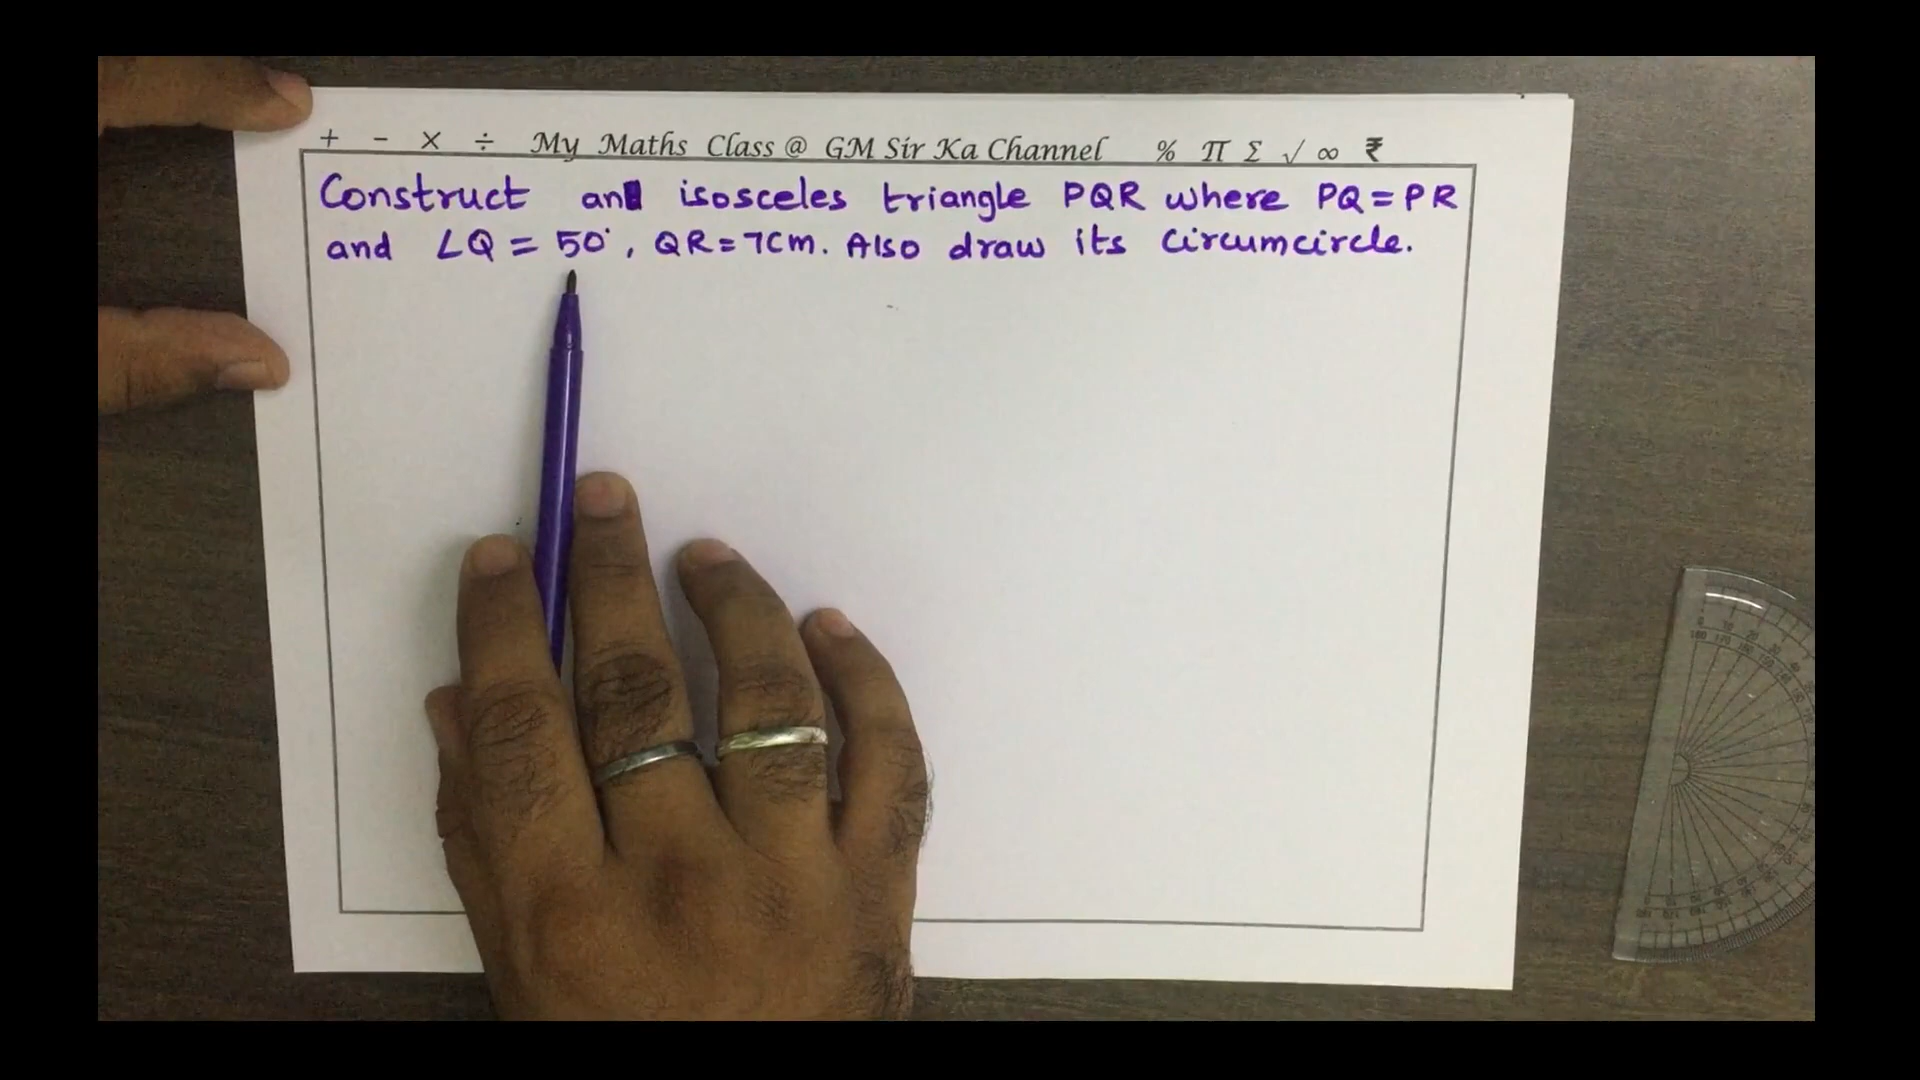 + - × ÷ My Maths Class @ GM Sir Ka Channel % Π Σ √ ∞ ₹
Construct an isosceles triangle PQR where PQ = PR
and ∠Q = 50°, QR = 7cm. Also draw its circumcircle.